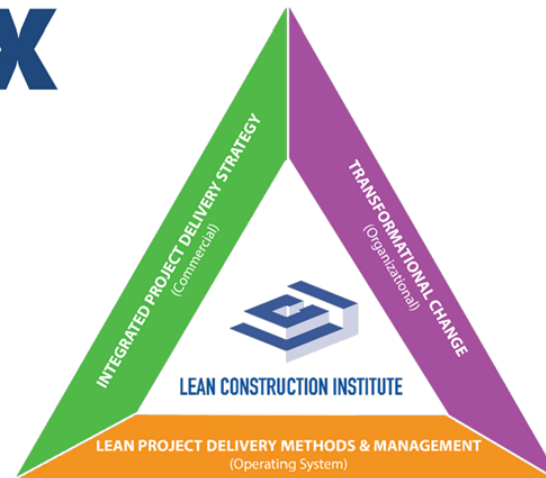 X
INTEGRATED PROJECT DELIVERY STRATEGY
(Commercial)
TRANSFORMATIONAL CHANGE
(Organizational)
LEAN CONSTRUCTION INSTITUTE
LEAN PROJECT DELIVERY METHODS & MANAGEMENT
(Operating System)